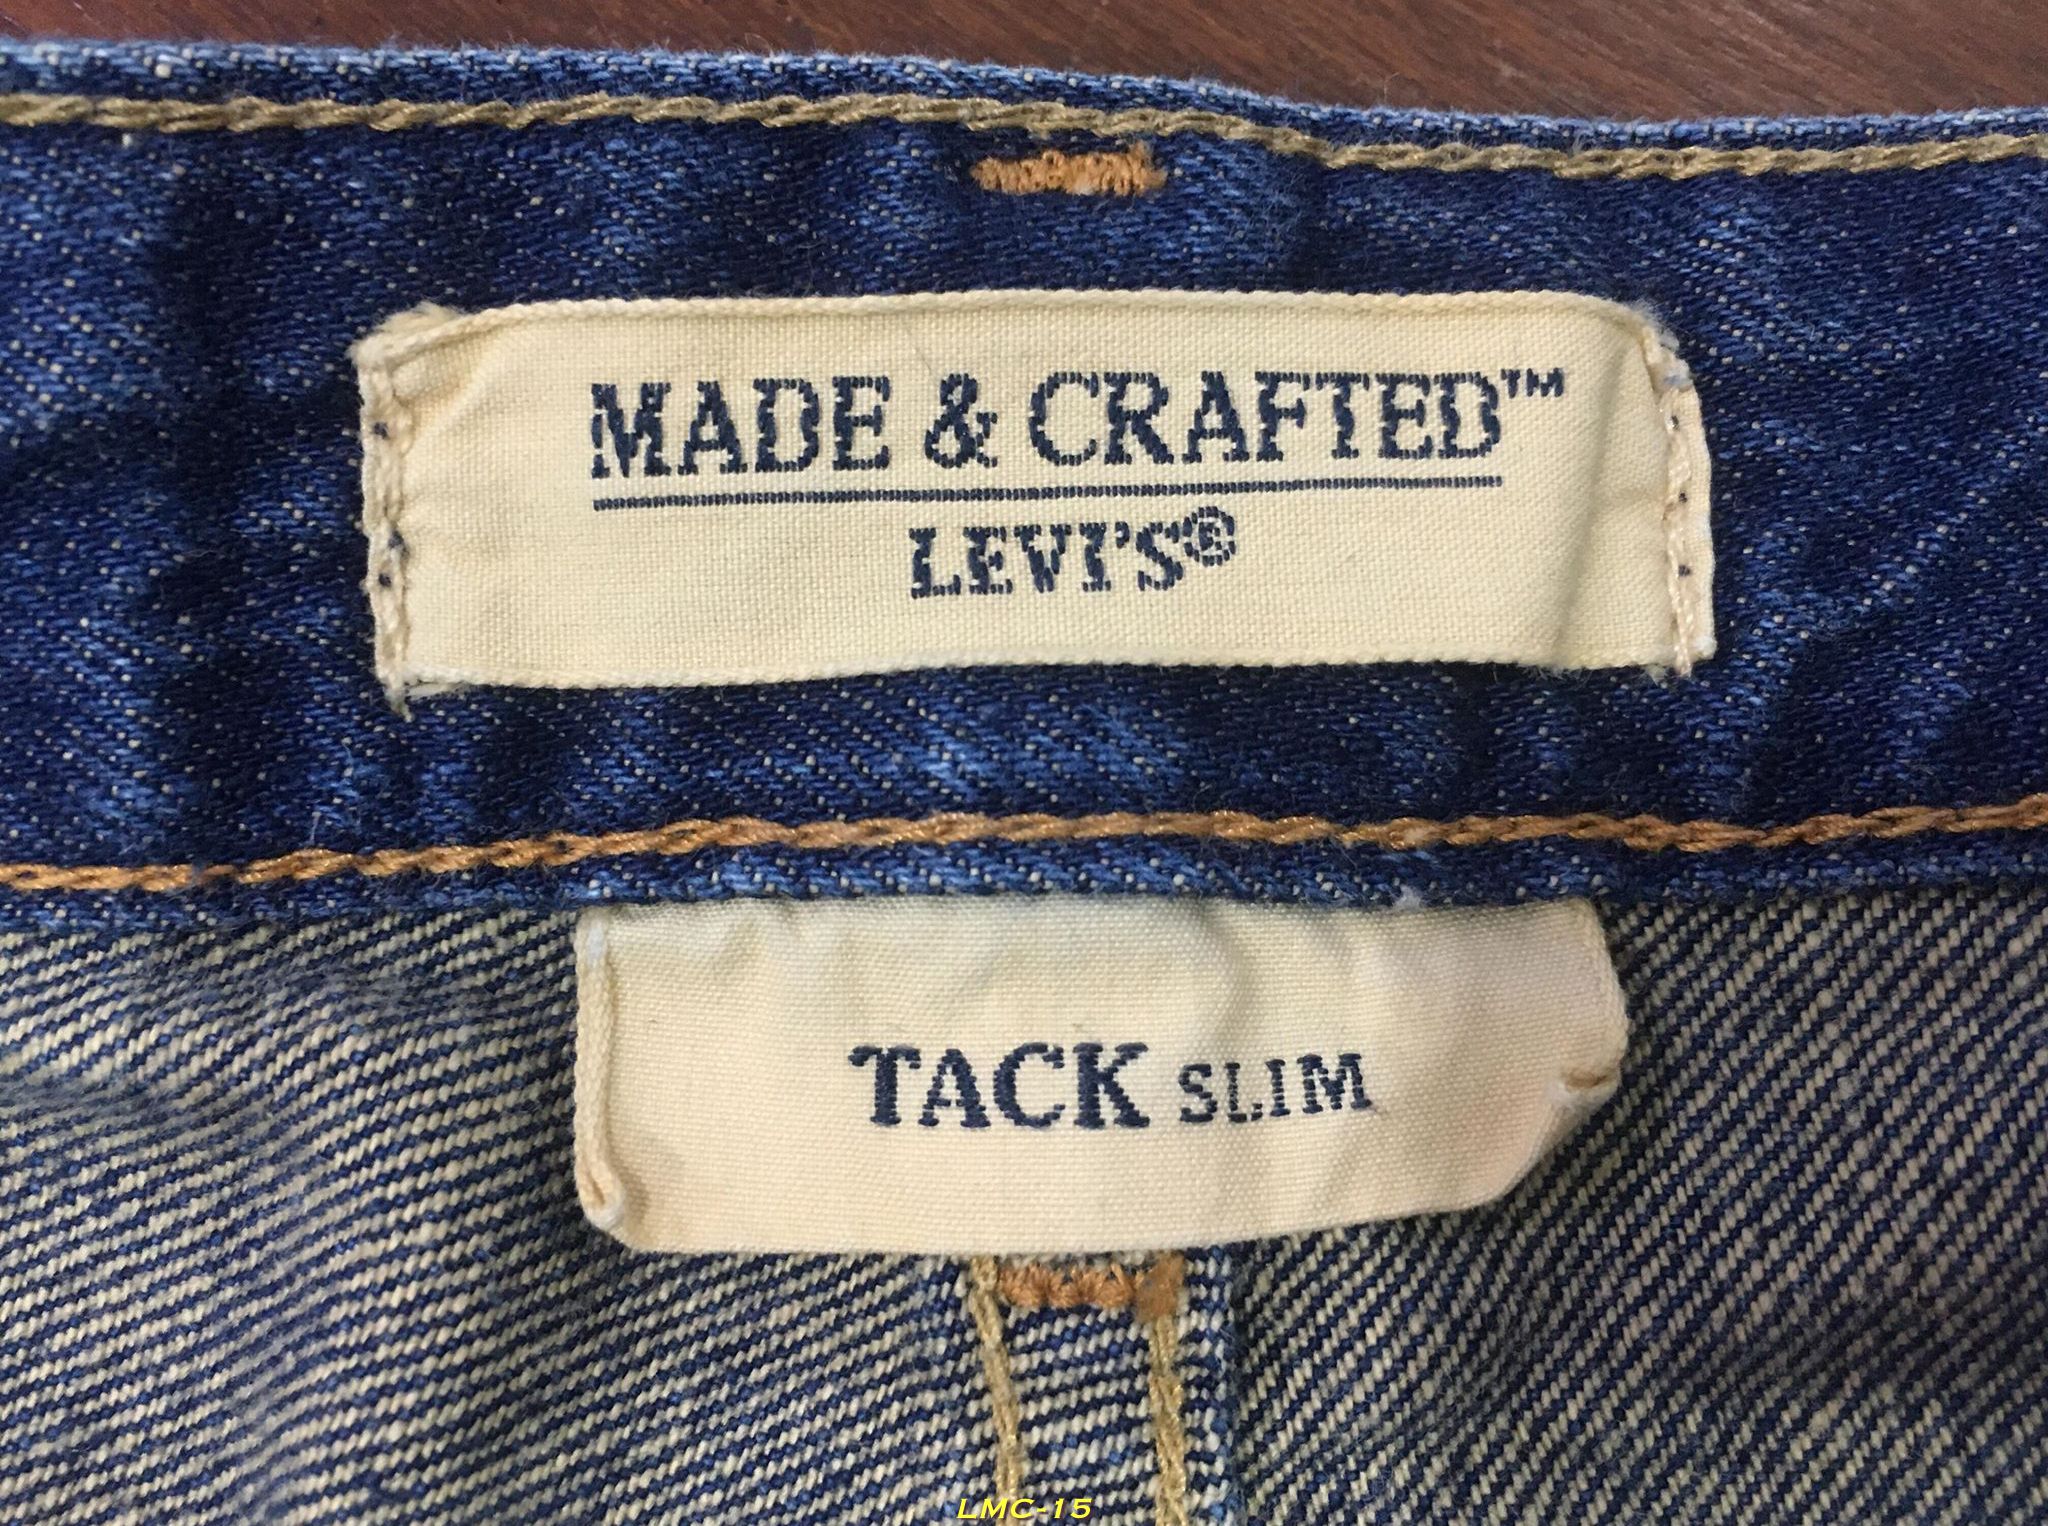 MADE & CRAFTED™
LEVI'S®
TACK SLIM
LMC-15